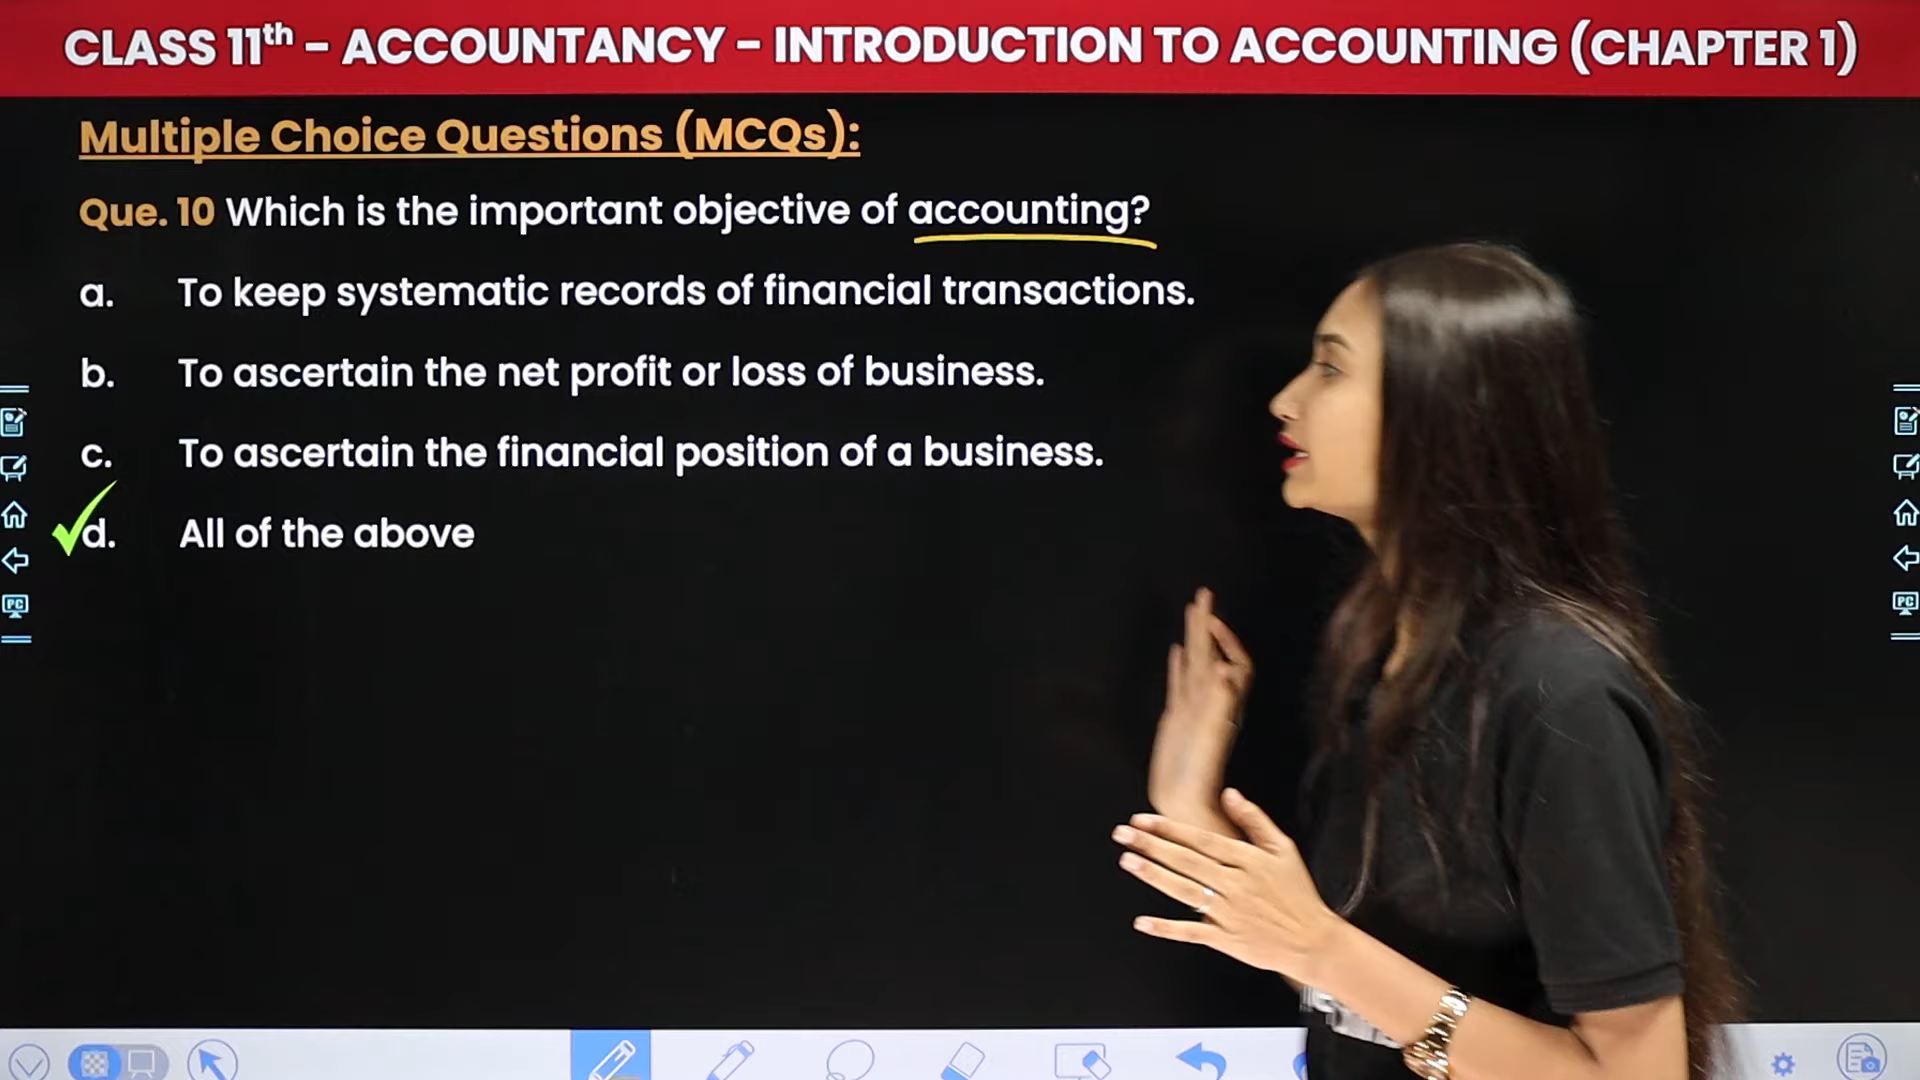 CLASS 11th – ACCOUNTANCY – INTRODUCTION TO ACCOUNTING (CHAPTER 1)
Multiple Choice Questions (MCQs):
Que. 10 Which is the important objective of accounting?
a. To keep systematic records of financial transactions.
b. To ascertain the net profit or loss of business.
c. To ascertain the financial position of a business.
d. All of the above
PC
PC